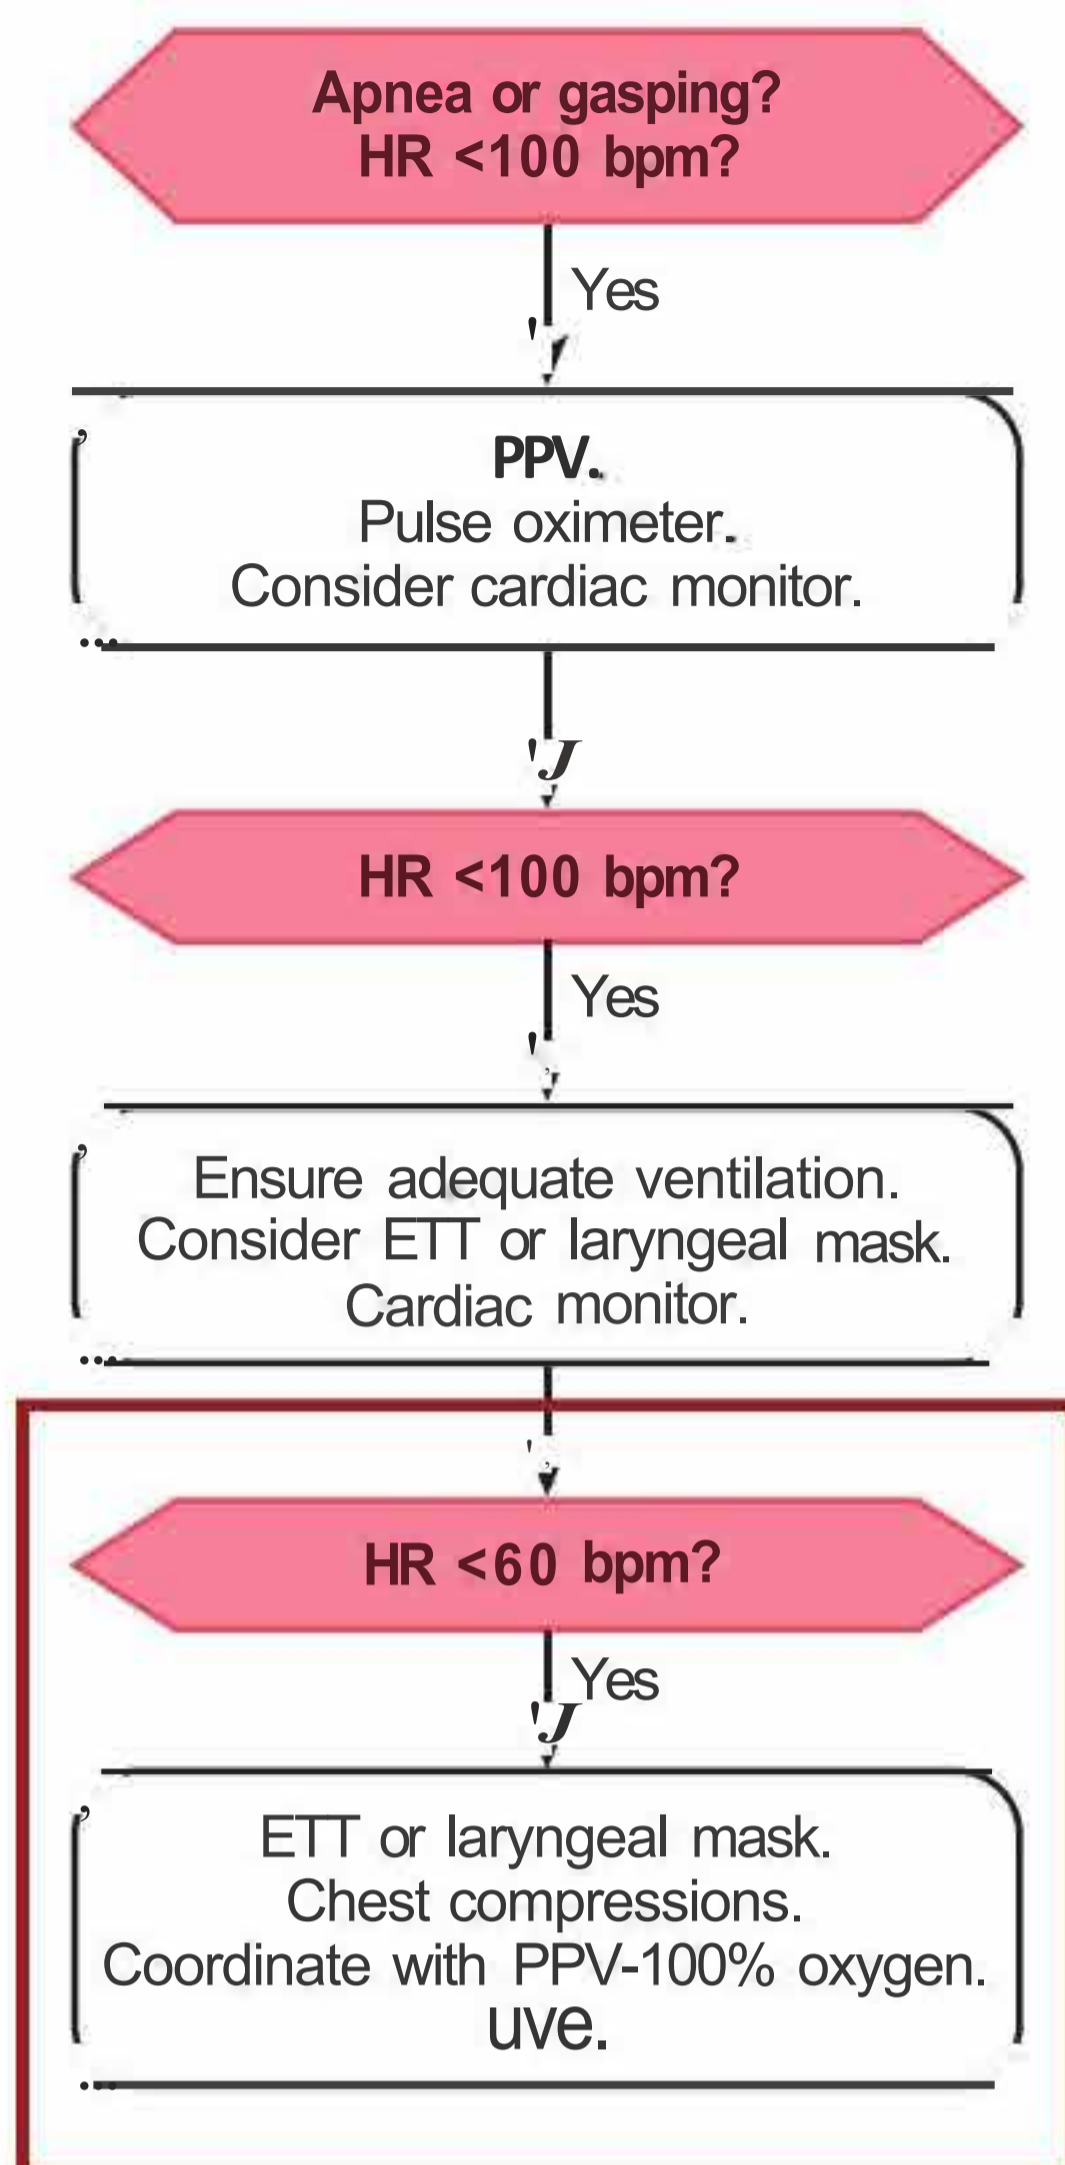 Apnea or gasping?
HR <100 bpm?
Yes
PPV.
Pulse oximeter.
Consider cardiac monitor.
HR <100 bpm?
Yes
Ensure adequate ventilation.
Consider ETT or laryngeal mask.
Cardiac monitor.
HR <60 bpm?
Yes
ETT or laryngeal mask.
Chest compressions.
Coordinate with PPV-100% oxygen.
uve.